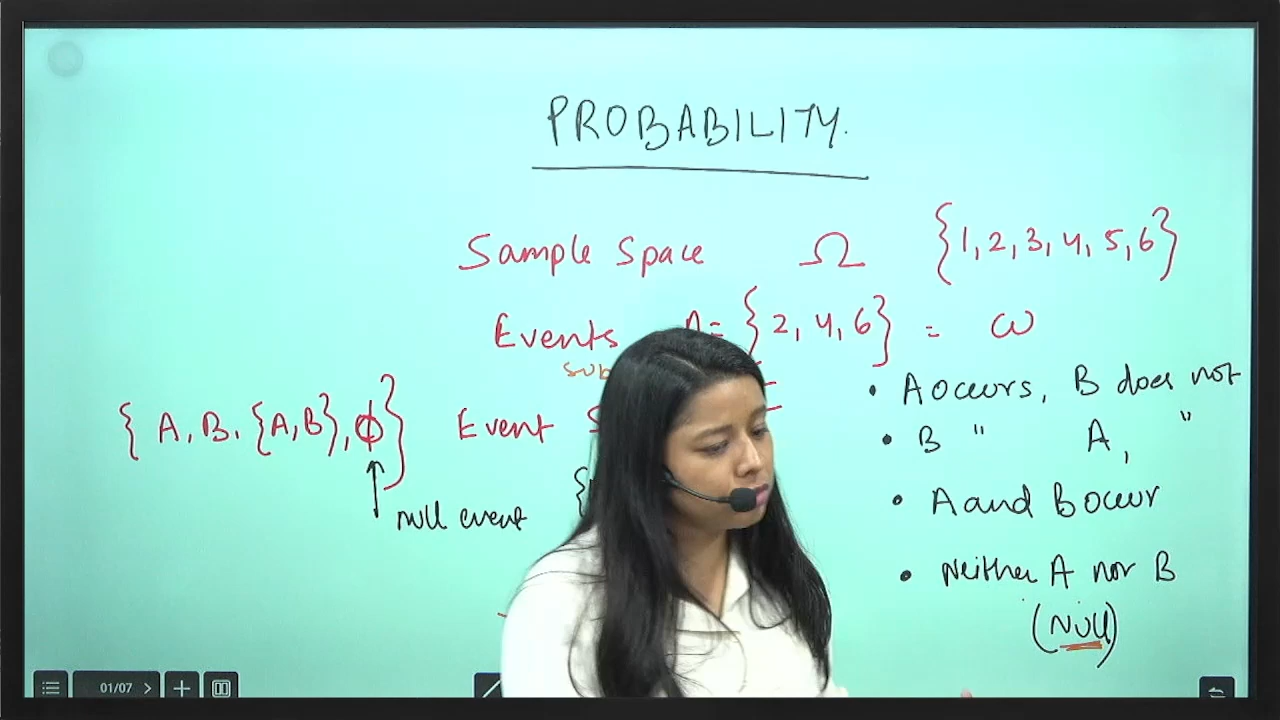 PROBABILITY.
Sample Space Ω {1, 2, 3, 4, 5, 6}
Events A = {2, 4, 6} = ω
{A, B, {A, B}, ϕ} Event
null event
• A occurs, B does not
• B " A, "
• A and B occur
• Neither A nor B
(Null)
01/07